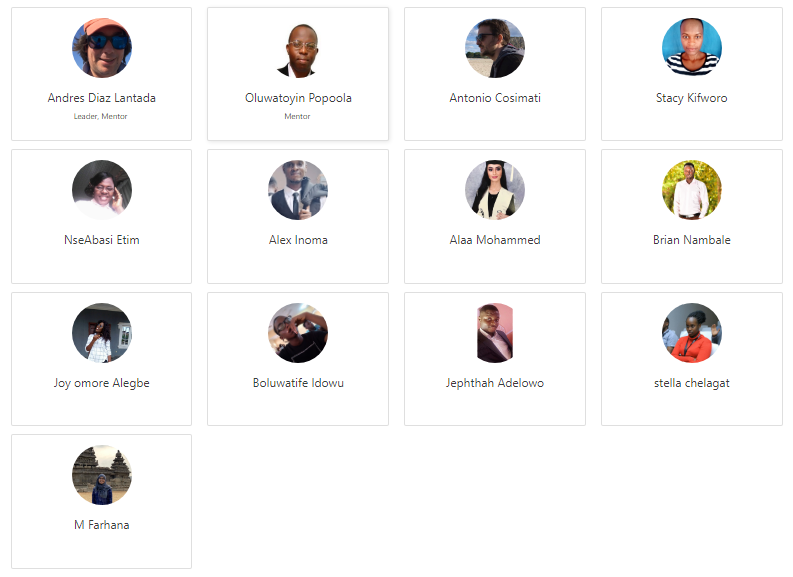 Andres Diaz Lantada
Leader, Mentor
Oluwatoyin Popoola
Mentor
Antonio Cosimati
Stacy Kifworo
NseAbasi Etim
Alex Inoma
Alaa Mohammed
Brian Nambale
Joy omore Alegbe
Boluwatife Idowu
Jephthah Adelowo
stella chelagat
M Farhana